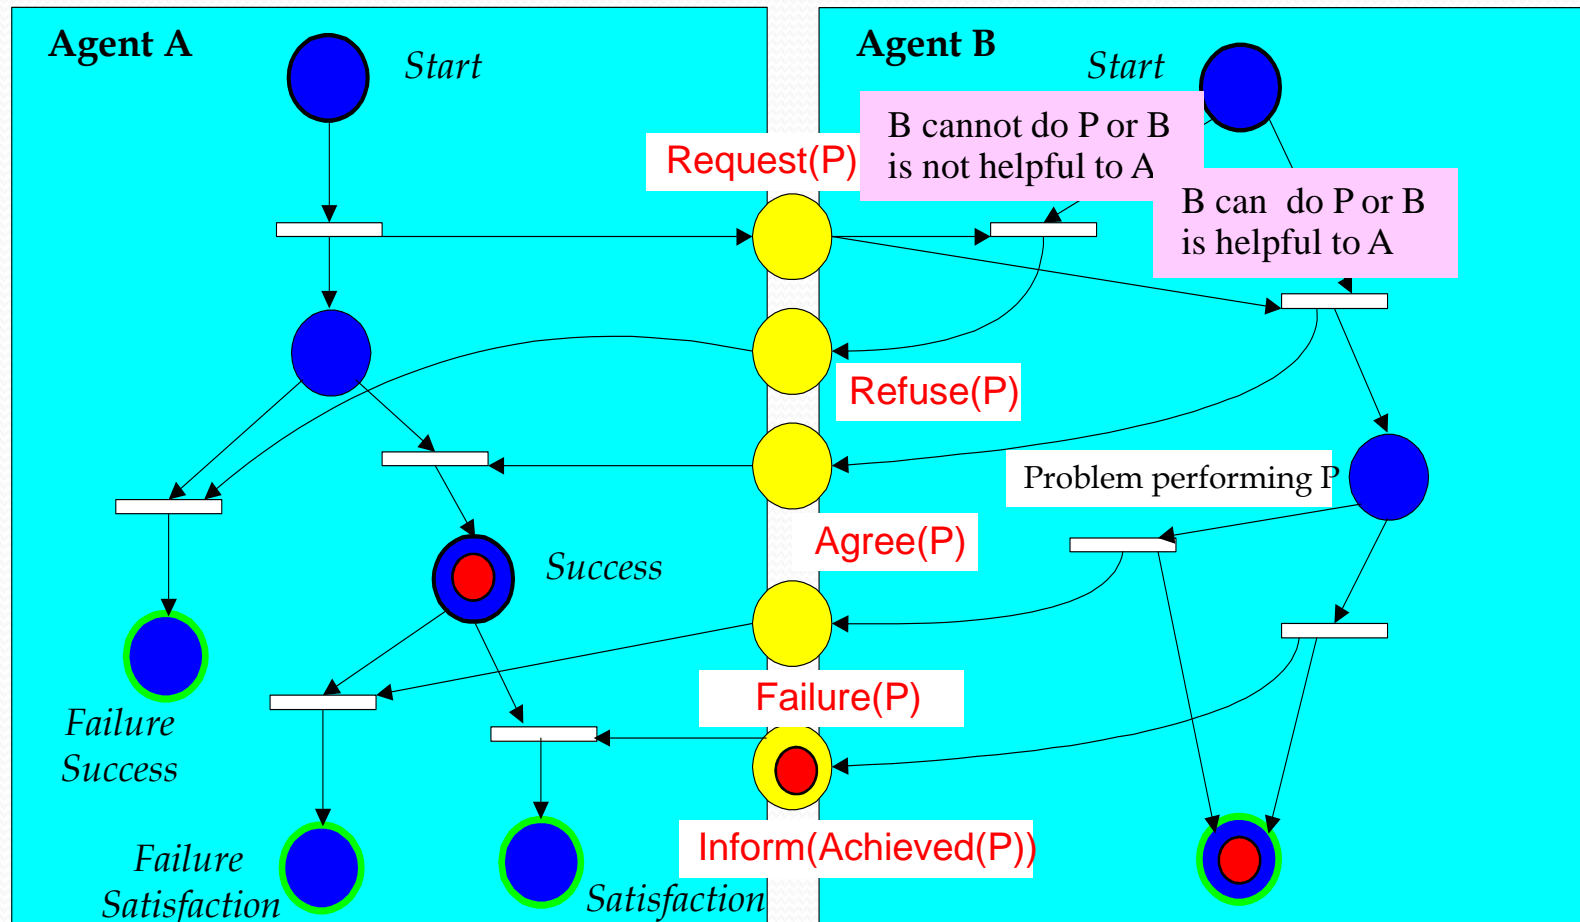 Agent A
Start
Agent B
Start
B cannot do P or B
is not helpful to A
Request(P)
B can do P or B
is helpful to A
Refuse(P)
Problem performing P
Agree(P)
Success
Failure(P)
Failure
Success
Inform(Achieved(P))
Failure
Satisfaction
Satisfaction